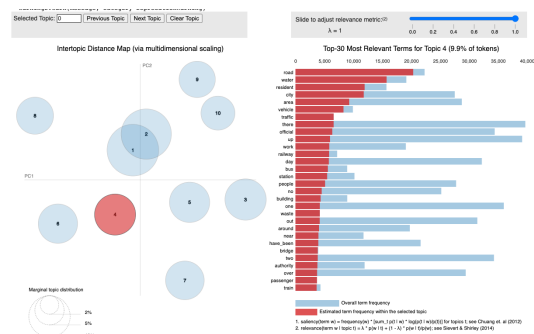 Selected Topic: 0 Previous Topic Next Topic Clear Topic
Slide to adjust relevance metric:(2)
λ = 1
0.0 0.2 0.4 0.6 0.8 1.0
Intertopic Distance Map (via multidimensional scaling)
PC2
PC1
9
10
8
2
1
5
3
4
6
7
Marginal topic distribution
2%
5%
Top-30 Most Relevant Terms for Topic 4 (9.9% of tokens)
0 5,000 10,000 15,000 20,000 25,000 30,000 35,000 40,000
road
water
resident
city
area
vehicle
traffic
there
official
up
work
railway
day
bus
station
people
no
building
one
waste
out
around
near
have_been
bridge
two
authority
over
passenger
train
Overall term frequency
Estimated term frequency within the selected topic
1. saliency(term w) = frequency(w) * [sum_t p(t | w) * log(p(t | w)/p(t))] for topics t; see Chuang et. al (2012)
2. relevance(term w | topic t) = λ * p(w | t) + (1 - λ) * p(w | t)/p(w); see Sievert & Shirley (2014)